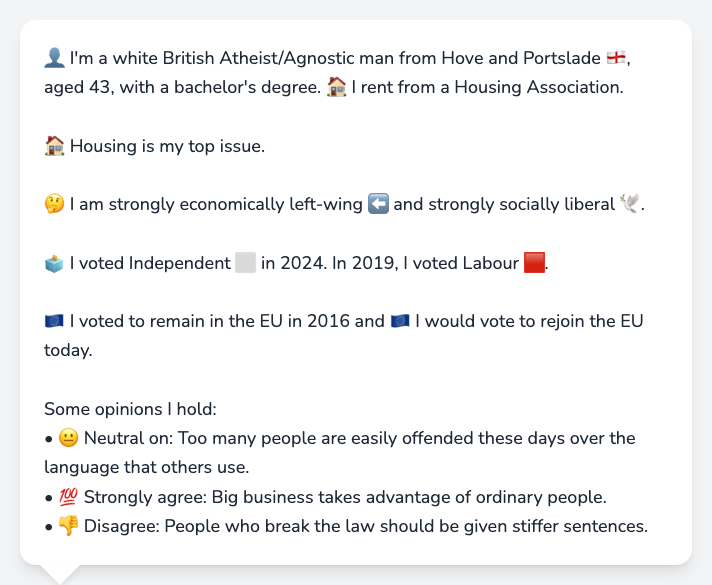 👤 I'm a white British Atheist/Agnostic man from Hove and Portslade 🏴󠁧󠁢󠁥󠁮󠁧󠁿,
aged 43, with a bachelor's degree. 🏠 I rent from a Housing Association.
🏠 Housing is my top issue.
🤔 I am strongly economically left-wing ⬅️ and strongly socially liberal 🕊️.
🗳️ I voted Independent ⬜ in 2024. In 2019, I voted Labour 🟥.
🇪🇺 I voted to remain in the EU in 2016 and 🇪🇺 I would vote to rejoin the EU
today.
Some opinions I hold:
• 😐 Neutral on: Too many people are easily offended these days over the
language that others use.
• 💯 Strongly agree: Big business takes advantage of ordinary people.
• 👎 Disagree: People who break the law should be given stiffer sentences.